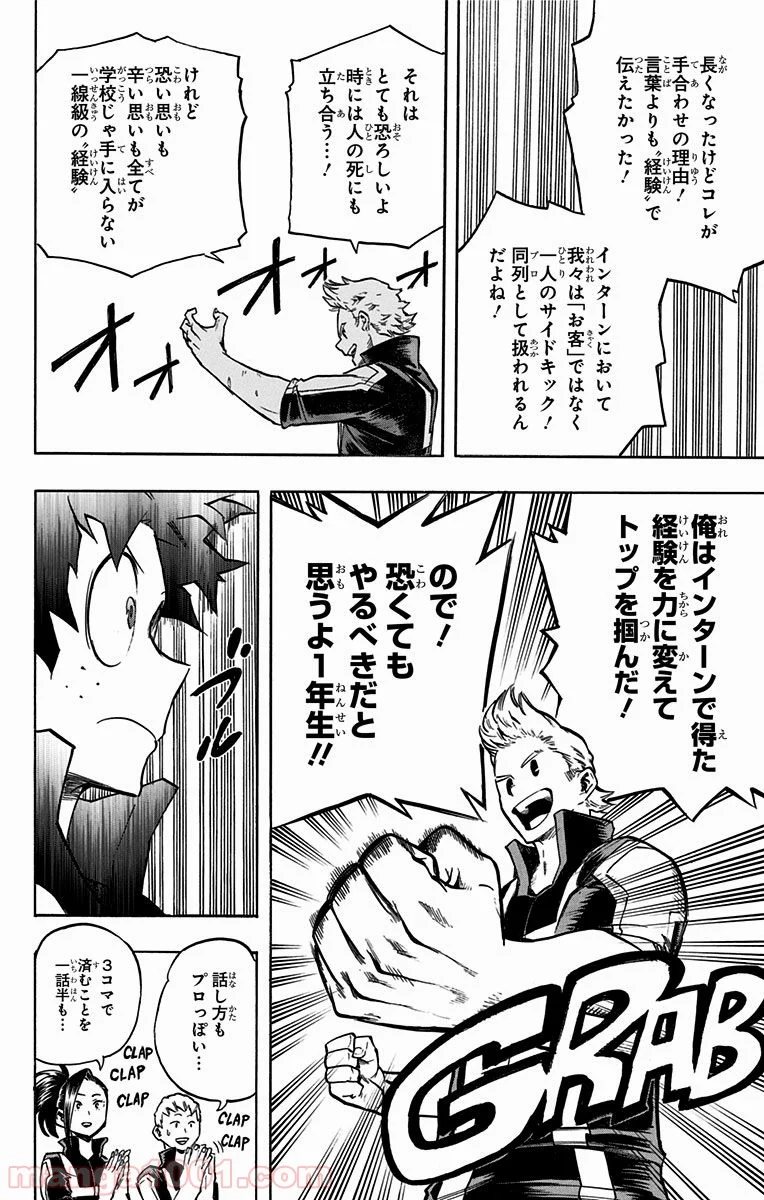 長くなったけどコレが
手合わせの理由！
言葉よりも〝経験〟で
伝えたかった！
インターンにおいて
我々は「お客」ではなく
一人のサイドキック！
同列として扱われるん
だよね！
それは
とても恐ろしいよ
時には人の死にも
立ち合う…！
けれど
恐い思いも
辛い思いも全てが
学校じゃ手に入らない
一線級の〝経験〟
オオオオ
俺はインターンで得た
経験を力に変えて
トップを掴んだ！
ので！
恐くても
やるべきだと
思うよ1年生!!
GRAB
ブル
話し方も
プロっぽい…
3コマで
済むことを
一話半も…
CLAP
CLAP
CLAP
CLAP
CLAP
manga1001.com